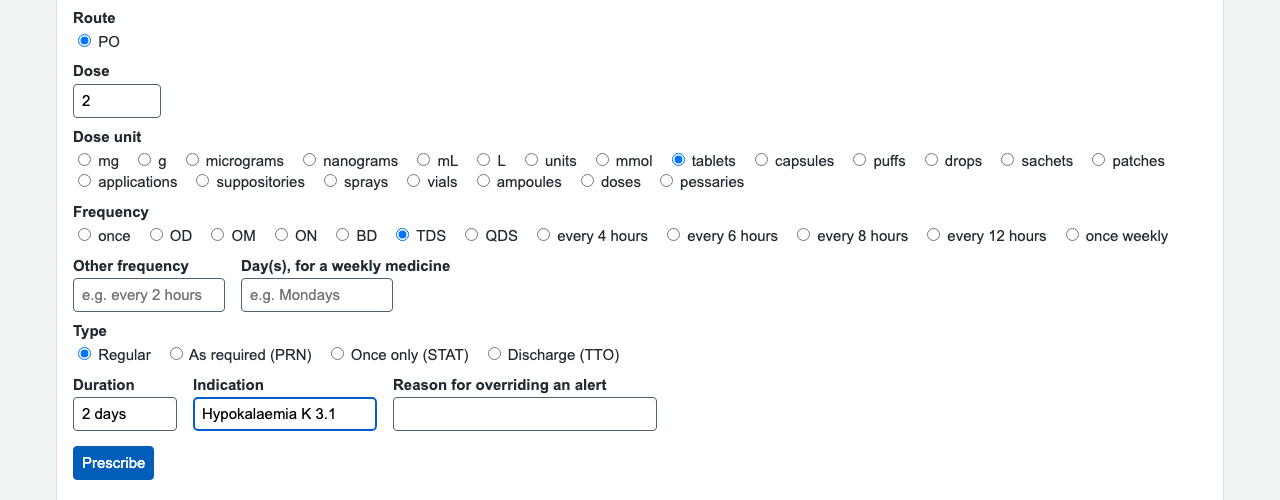 Route
PO
Dose
2
Dose unit
mg g micrograms nanograms mL L units mmol tablets capsules puffs drops sachets patches
applications suppositories sprays vials ampoules doses pessaries
Frequency
once OD OM ON BD TDS QDS every 4 hours every 6 hours every 8 hours every 12 hours once weekly
Other frequency Day(s), for a weekly medicine
e.g. every 2 hours e.g. Mondays
Type
Regular As required (PRN) Once only (STAT) Discharge (TTO)
Duration Indication Reason for overriding an alert
2 days Hypokalaemia K 3.1
Prescribe